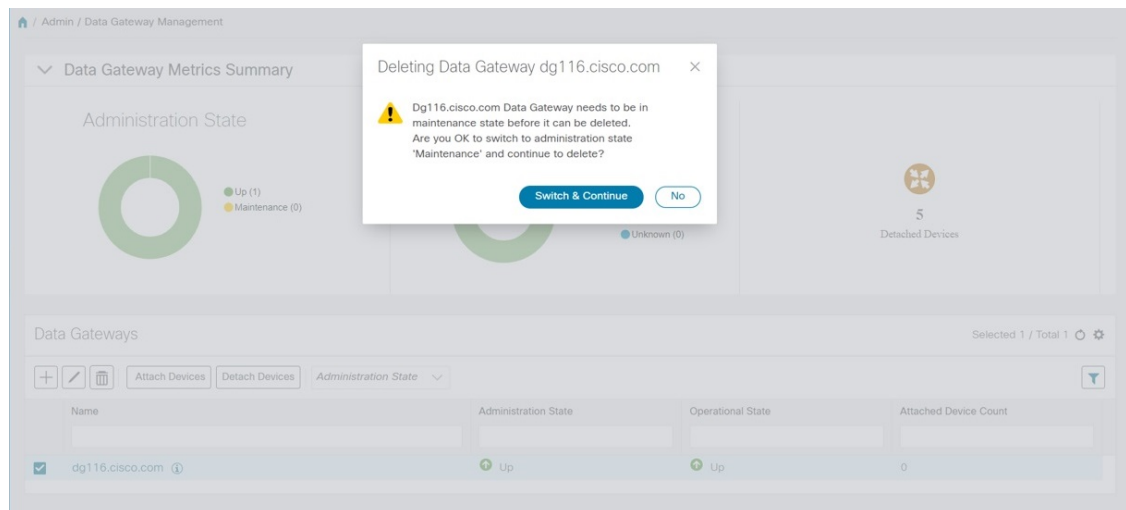 / Admin / Data Gateway Management
Data Gateway Metrics Summary
Administration State
Up (1)
Maintenance (0)
Deleting Data Gateway dg116.cisco.com
Dg116.cisco.com Data Gateway needs to be in
maintenance state before it can be deleted.
Are you OK to switch to administration state
'Maintenance' and continue to delete?
Switch & Continue
No
Unknown (0)
5
Detached Devices
Data Gateways
Selected 1 / Total 1
Attach Devices
Detach Devices
Administration State
Name
Administration State
Operational State
Attached Device Count
dg116.cisco.com
Up
Up
0